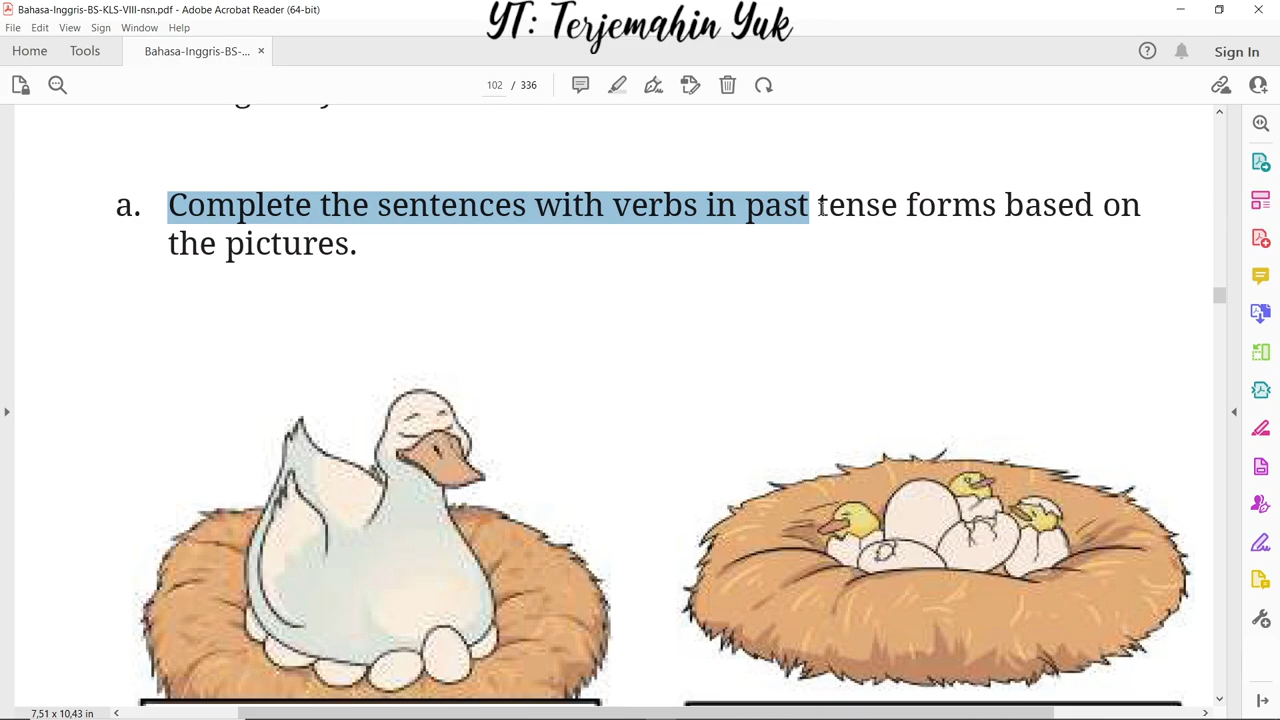 Bahasa-Inggris-BS-KLS-VIII-nsn.pdf - Adobe Acrobat Reader (64-bit)
YT: Terjemahin Yuk
File Edit View Sign Window Help
Home Tools Bahasa-Inggris-BS-... ×
Sign In
102 / 336
a. Complete the sentences with verbs in past tense forms based on
the pictures.
7,51 x 10,43 in